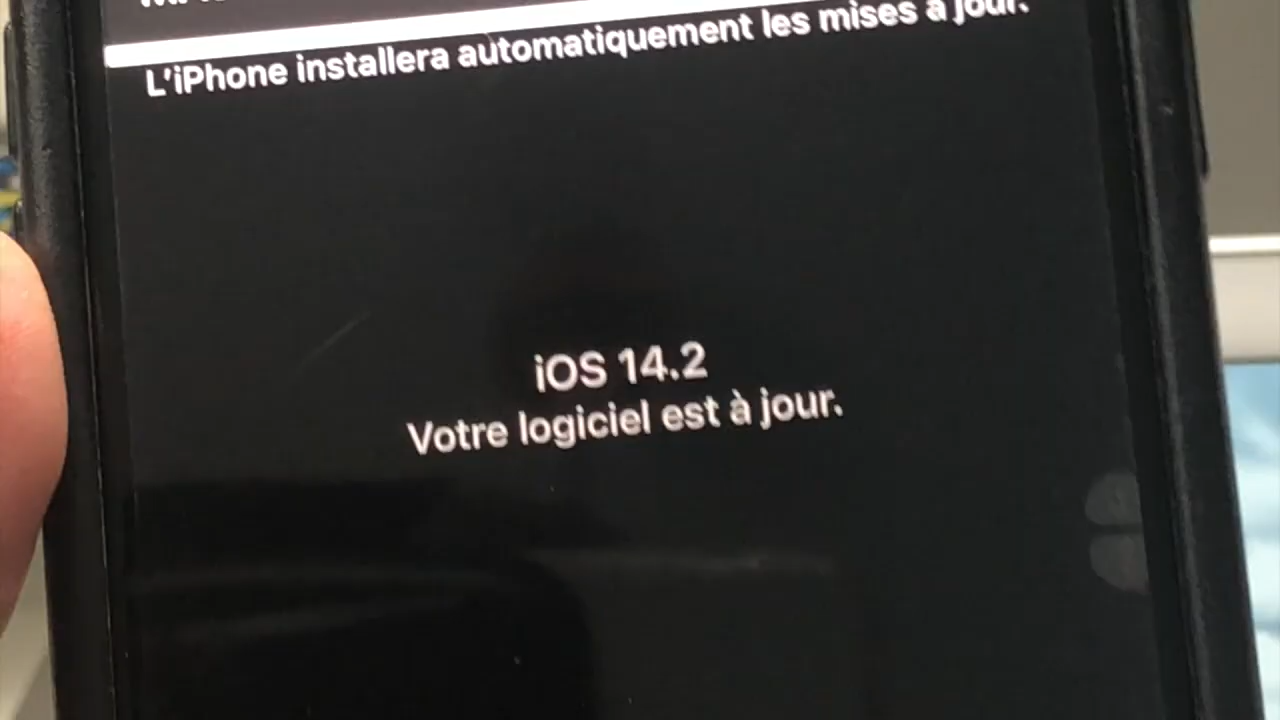 L'iPhone installera automatiquement les mises à jour.
iOS 14.2
Votre logiciel est à jour.